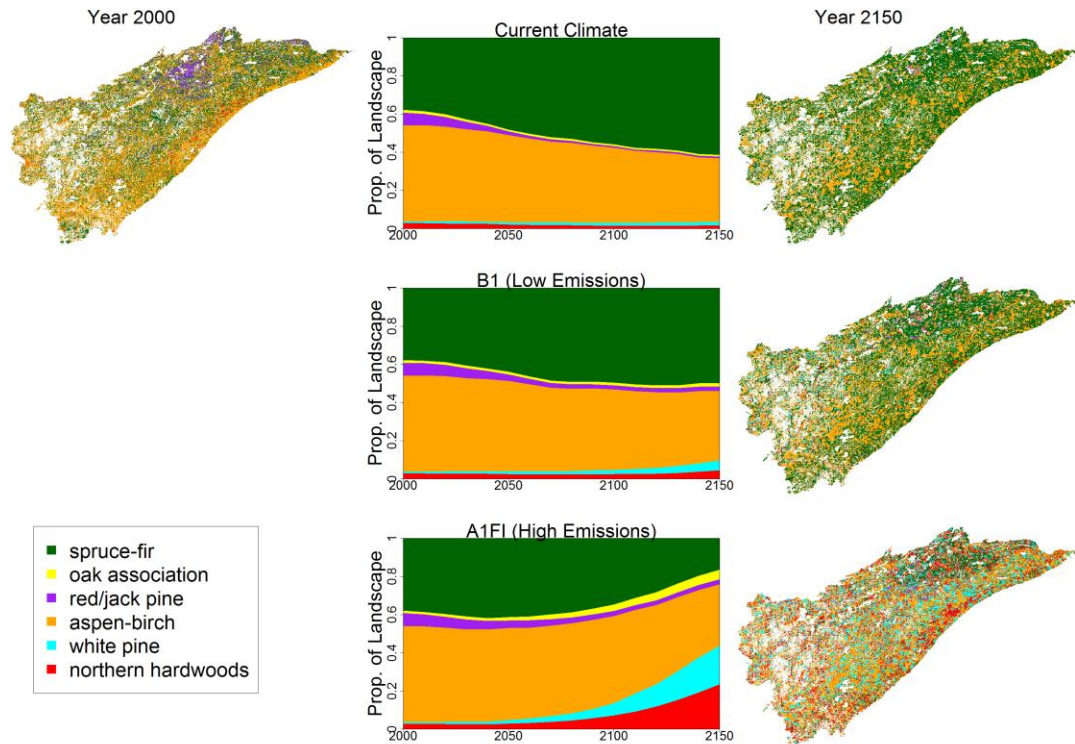 Year 2000
Current Climate
Year 2150
Prop. of Landscape
0 0.2 0.4 0.6 0.8 1
2000 2050 2100 2150
B1 (Low Emissions)
Prop. of Landscape
0 0.2 0.4 0.6 0.8 1
2000 2050 2100 2150
A1FI (High Emissions)
Prop. of Landscape
0 0.2 0.4 0.6 0.8 1
2000 2050 2100 2150
spruce-fir
oak association
red/jack pine
aspen-birch
white pine
northern hardwoods